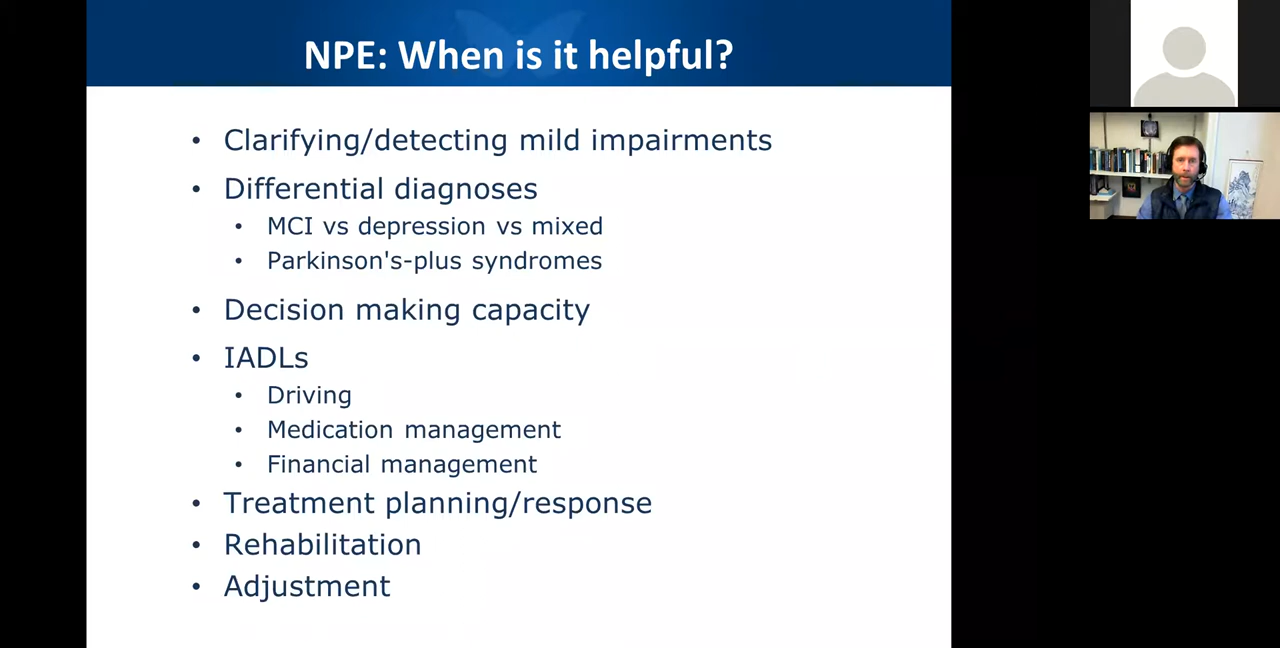 NPE: When is it helpful?
• Clarifying/detecting mild impairments
• Differential diagnoses
• MCI vs depression vs mixed
• Parkinson's-plus syndromes
• Decision making capacity
• IADLs
• Driving
• Medication management
• Financial management
• Treatment planning/response
• Rehabilitation
• Adjustment